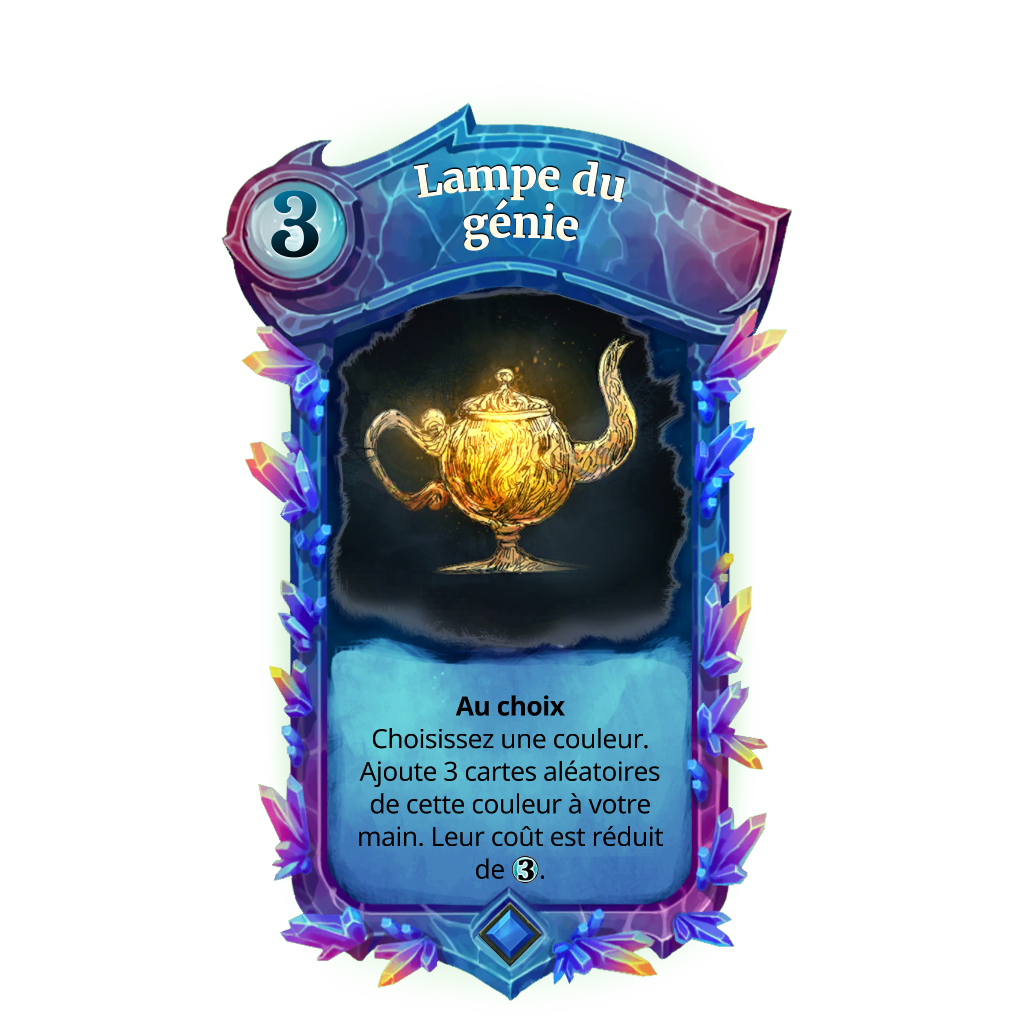 3
Lampe du
génie
Au choix
Choisissez une couleur.
Ajoute 3 cartes aléatoires
de cette couleur à votre
main. Leur coût est réduit
de 3.